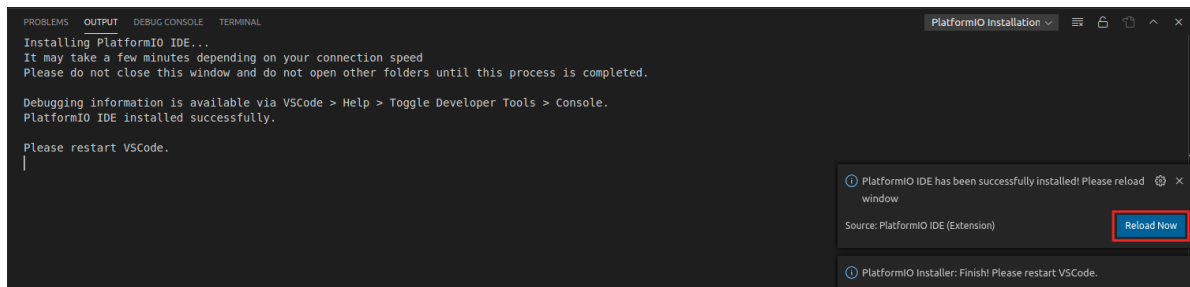 PROBLEMS OUTPUT DEBUG CONSOLE TERMINAL PlatformIO Installation
Installing PlatformIO IDE...
It may take a few minutes depending on your connection speed
Please do not close this window and do not open other folders until this process is completed.
Debugging information is available via VSCode > Help > Toggle Developer Tools > Console.
PlatformIO IDE installed successfully.
Please restart VSCode.
PlatformIO IDE has been successfully installed! Please reload
window
Source: PlatformIO IDE (Extension) Reload Now
PlatformIO Installer: Finish! Please restart VSCode.